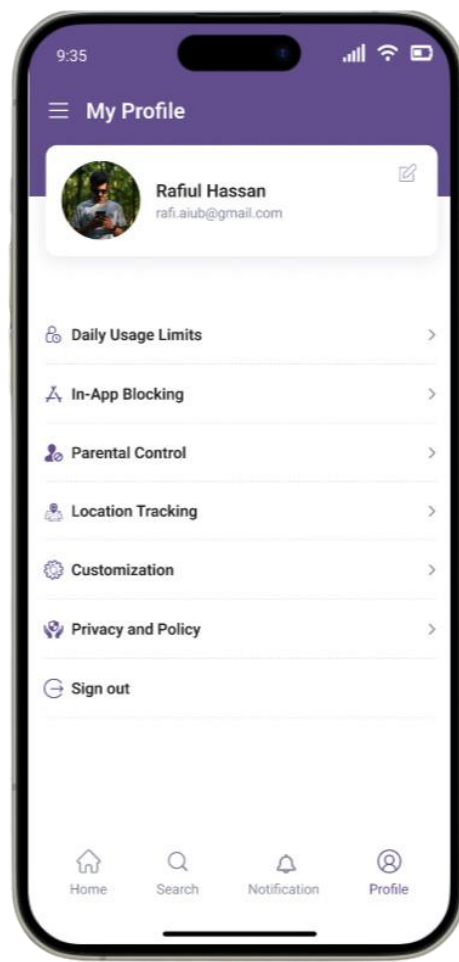 9:35
My Profile
Rafiul Hassan
rafi.aiub@gmail.com
Daily Usage Limits
In-App Blocking
Parental Control
Location Tracking
Customization
Privacy and Policy
Sign out
Home Search Notification Profile